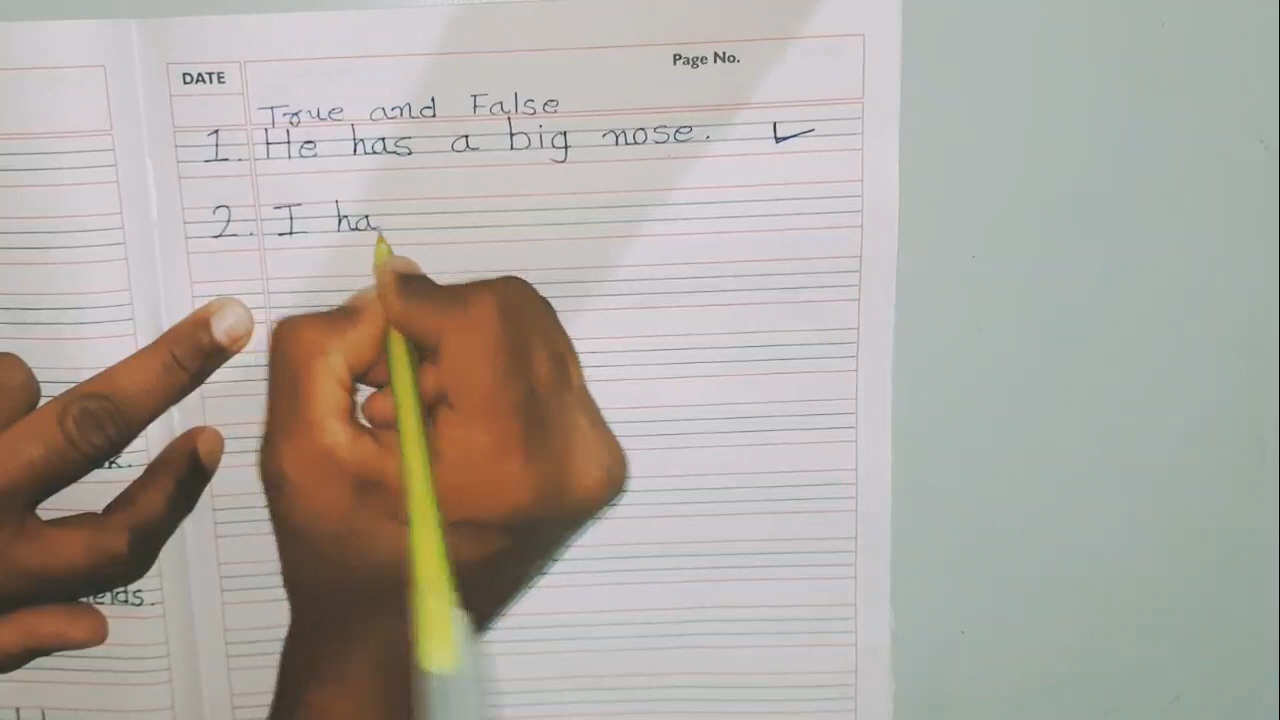 DATE
Page No.
True and False
1. He has a big nose.
2. I ha